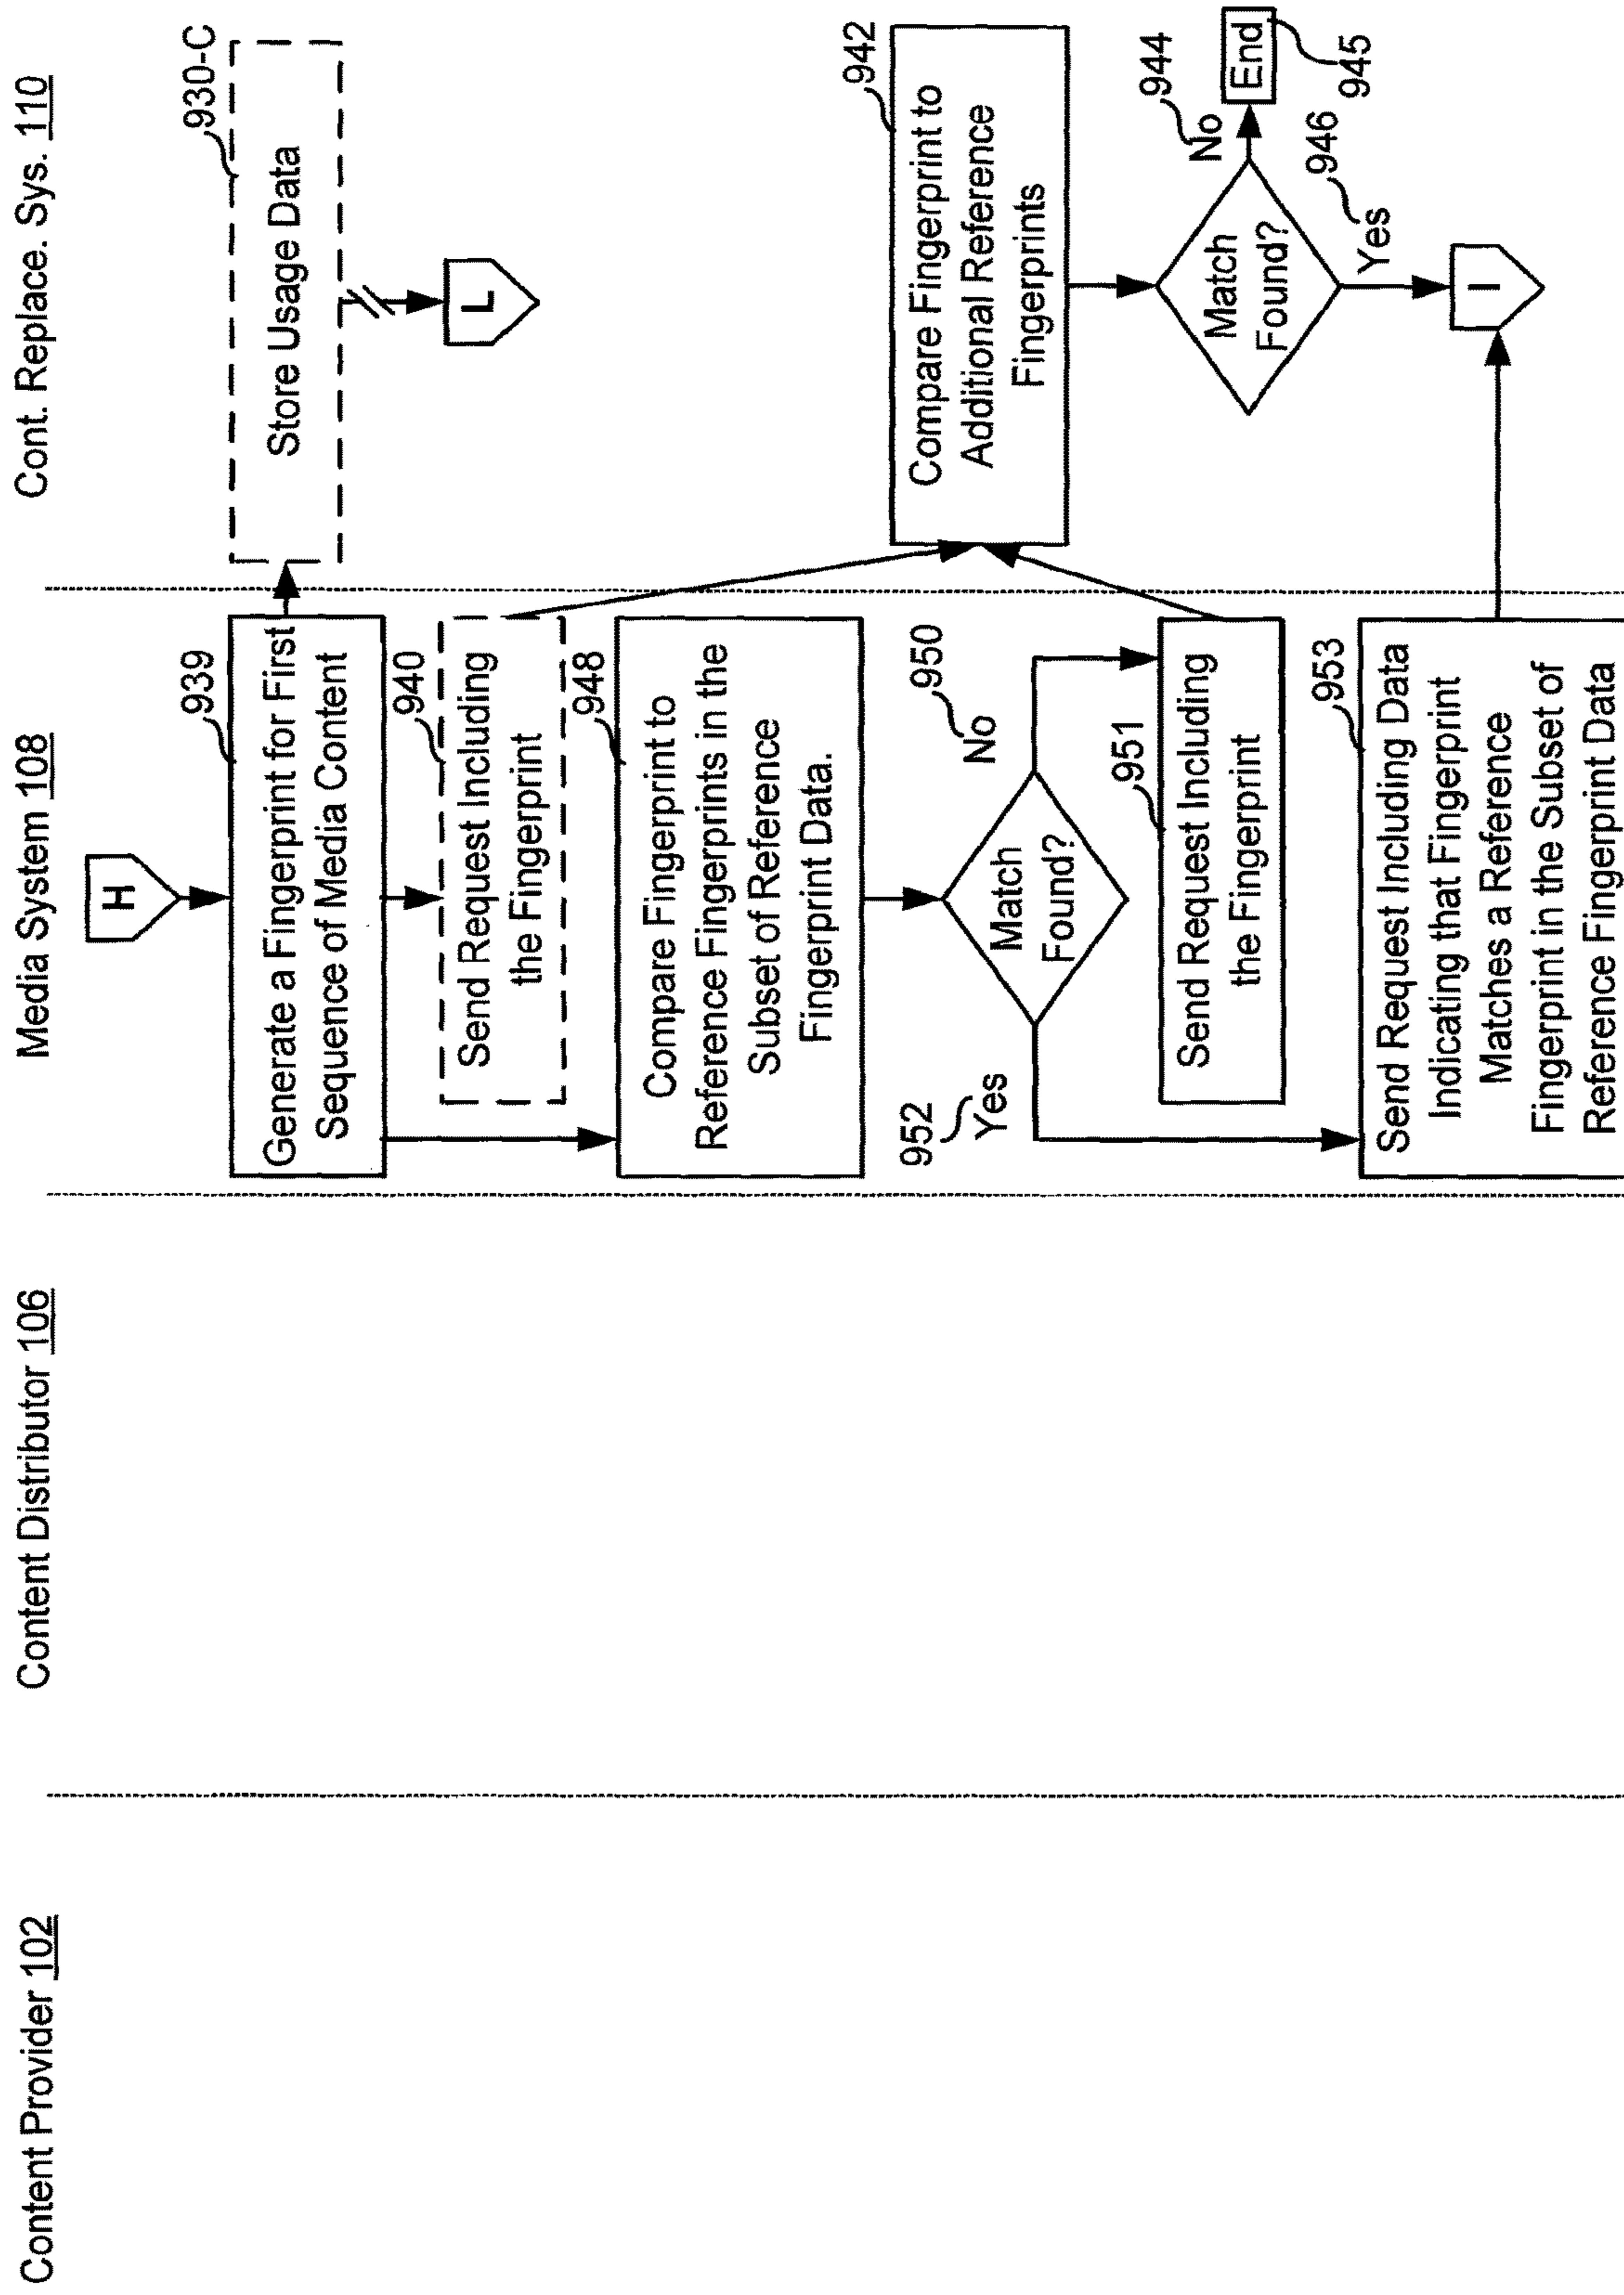 Content Provider 102
Content Distributor 106
Media System 108
Cont. Replace. Sys. 110
H
939
Generate a Fingerprint for First
Sequence of Media Content
930-C
Store Usage Data
L
940
Send Request Including
the Fingerprint
948
Compare Fingerprint to
Reference Fingerprints in the
Subset of Reference
Fingerprint Data.
942
Compare Fingerprint to
Additional Reference
Fingerprints
Match
Found?
950
No
952
Yes
951
Send Request Including
the Fingerprint
Match
Found?
944
No
End
945
946
Yes
I
953
Send Request Including Data
Indicating that Fingerprint
Matches a Reference
Fingerprint in the Subset of
Reference Fingerprint Data